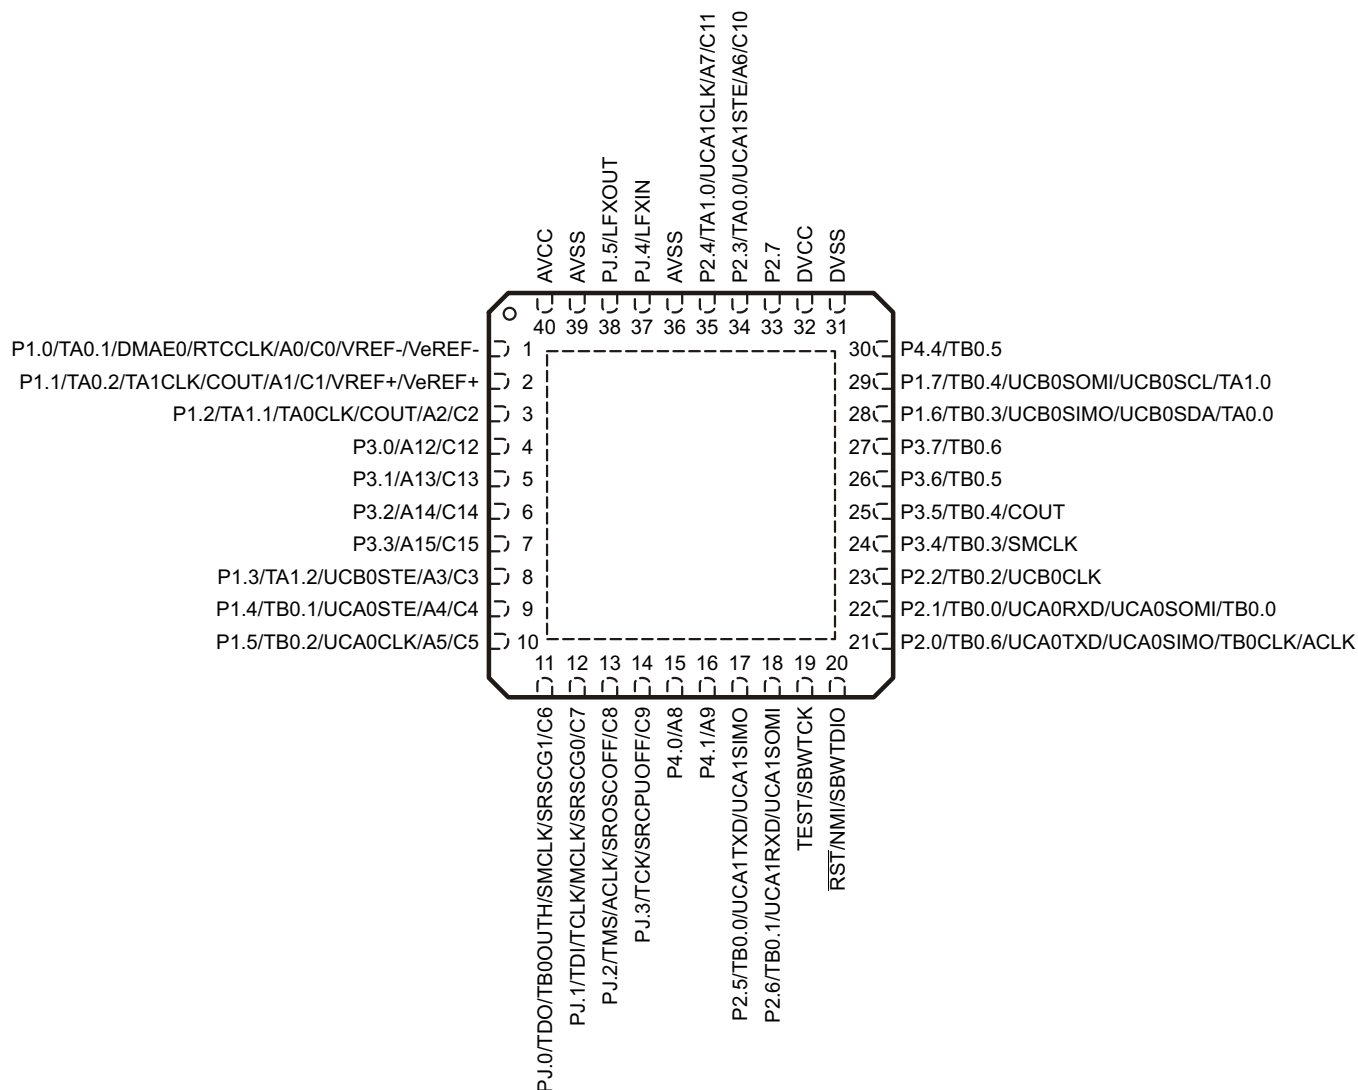 AVCC
AVSS
PJ.5/LFXOUT
PJ.4/LFXIN
AVSS
P2.4/TA1.0/UCA1CLK/A7/C11
P2.3/TA0.0/UCA1STE/A6/C10
P2.7
DVCC
DVSS
40 39 38 37 36 35 34 33 32 31
P1.0/TA0.1/DMAE0/RTCCLK/A0/C0/VREF-/VeREF- 1
P1.1/TA0.2/TA1CLK/COUT/A1/C1/VREF+/VeREF+ 2
P1.2/TA1.1/TA0CLK/COUT/A2/C2 3
P3.0/A12/C12 4
P3.1/A13/C13 5
P3.2/A14/C14 6
P3.3/A15/C15 7
P1.3/TA1.2/UCB0STE/A3/C3 8
P1.4/TB0.1/UCA0STE/A4/C4 9
P1.5/TB0.2/UCA0CLK/A5/C5 10
30 P4.4/TB0.5
29 P1.7/TB0.4/UCB0SOMI/UCB0SCL/TA1.0
28 P1.6/TB0.3/UCB0SIMO/UCB0SDA/TA0.0
27 P3.7/TB0.6
26 P3.6/TB0.5
25 P3.5/TB0.4/COUT
24 P3.4/TB0.3/SMCLK
23 P2.2/TB0.2/UCB0CLK
22 P2.1/TB0.0/UCA0RXD/UCA0SOMI/TB0.0
21 P2.0/TB0.6/UCA0TXD/UCA0SIMO/TB0CLK/ACLK
11 12 13 14 15 16 17 18 19 20
PJ.0/TDO/TB0OUTH/SMCLK/SRSCG1/C6
PJ.1/TDI/TCLK/MCLK/SRSCG0/C7
PJ.2/TMS/ACLK/SROSCOFF/C8
PJ.3/TCK/SRCPUOFF/C9
P4.0/A8
P4.1/A9
P2.5/TB0.0/UCA1TXD/UCA1SIMO
P2.6/TB0.1/UCA1RXD/UCA1SOMI
TEST/SBWTCK
RST/NMI/SBWTDIO